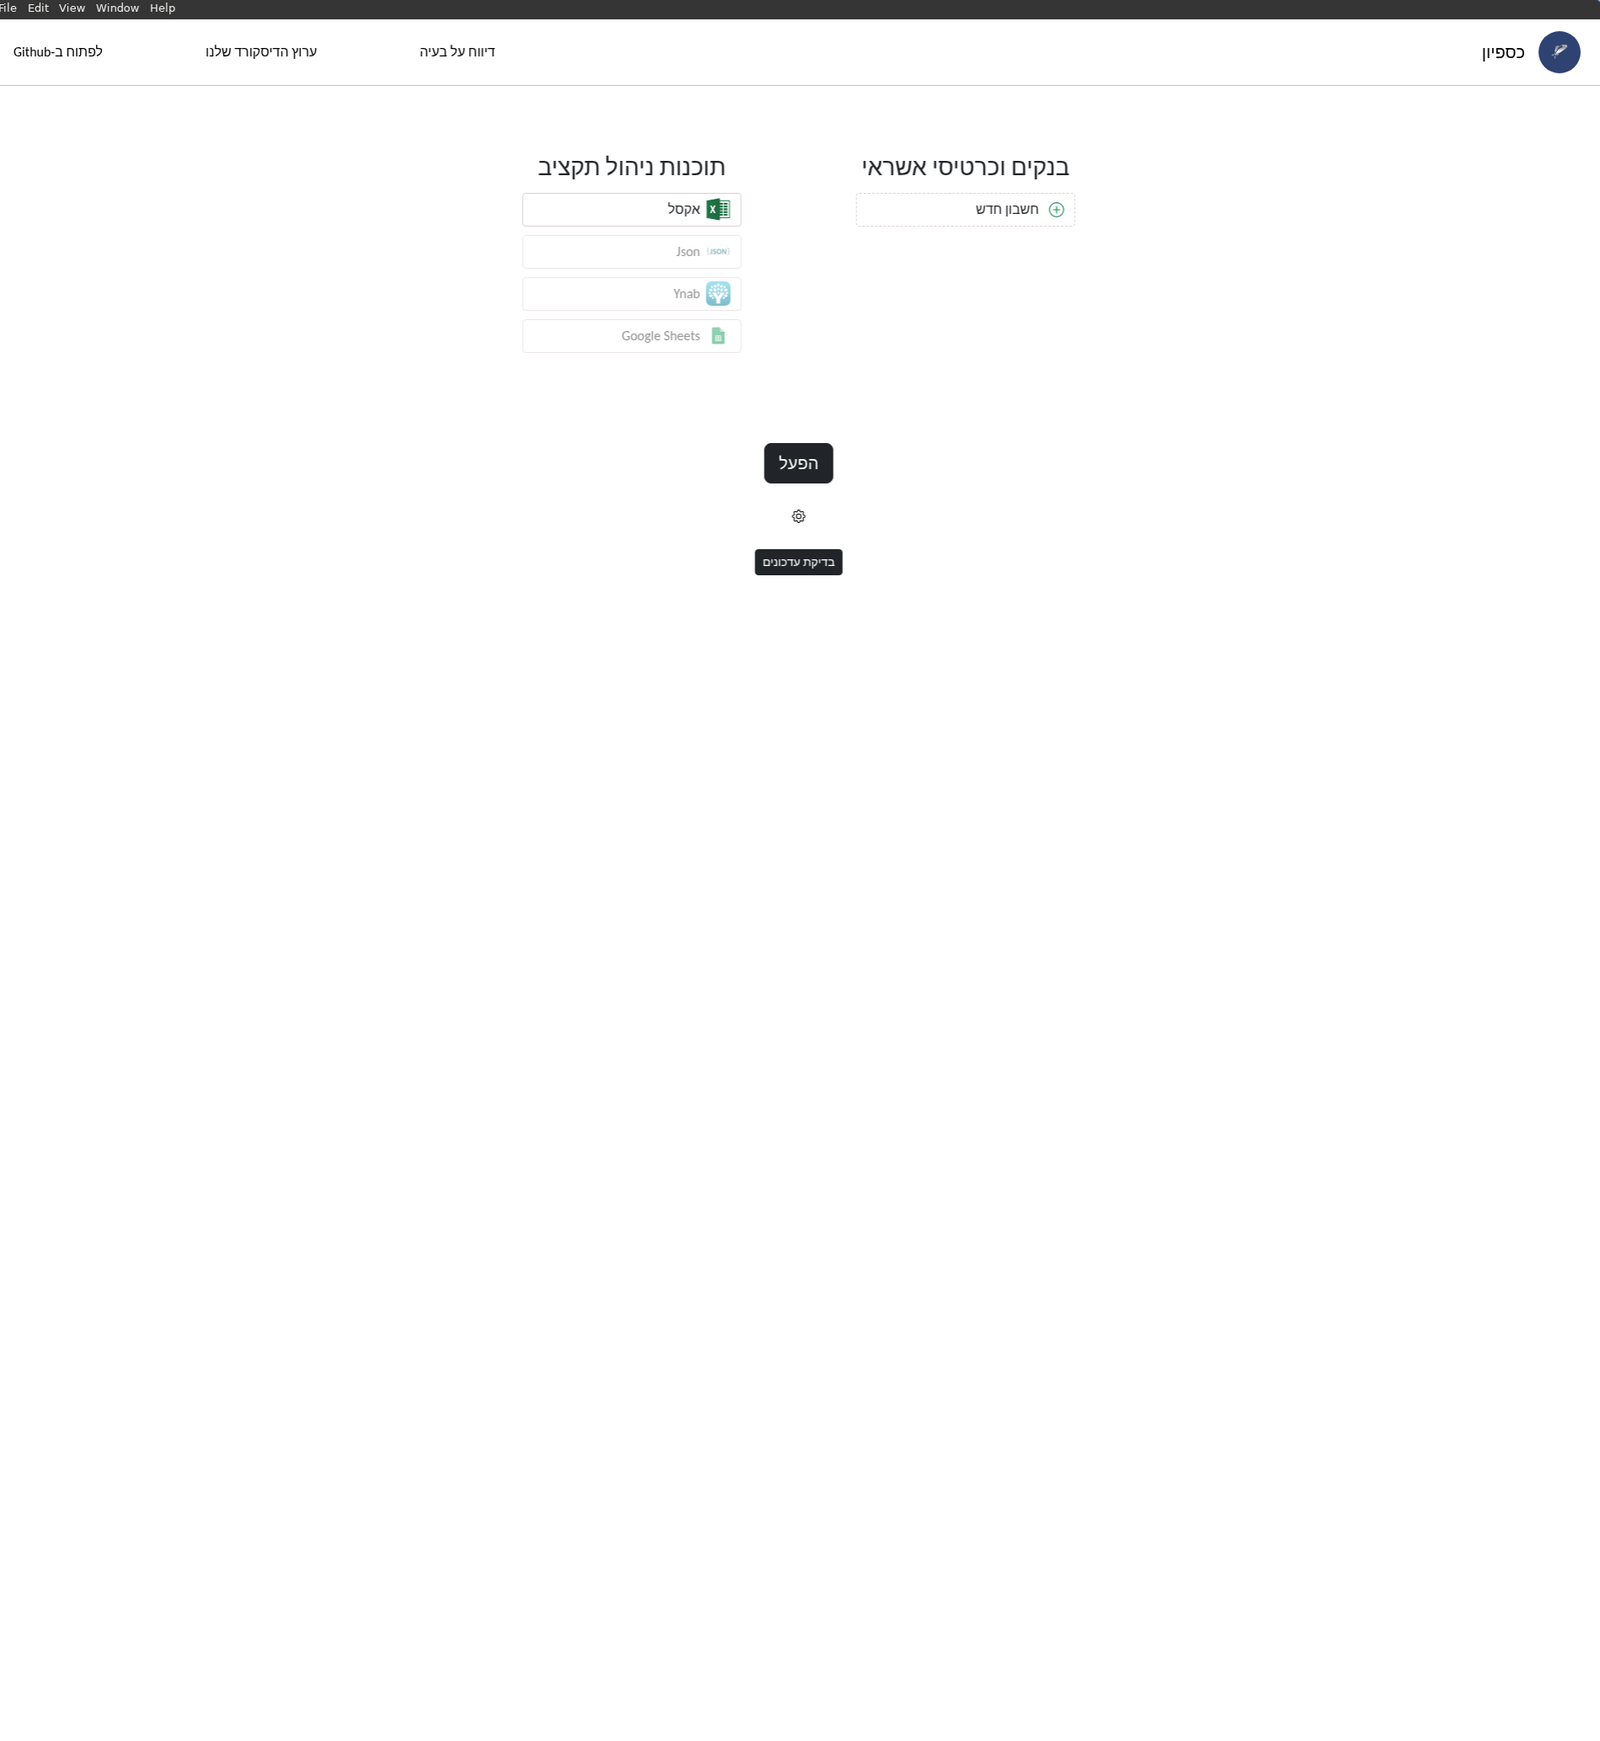 File Edit View Window Help
כספיון
דיווח על בעיה
ערוץ הדיסקורד שלנו
לפתוח ב-Github
בנקים וכרטיסי אשראי
חשבון חדש
תוכנות ניהול תקציב
אקסל
Json
Ynab
Google Sheets
הפעל
בדיקת עדכונים